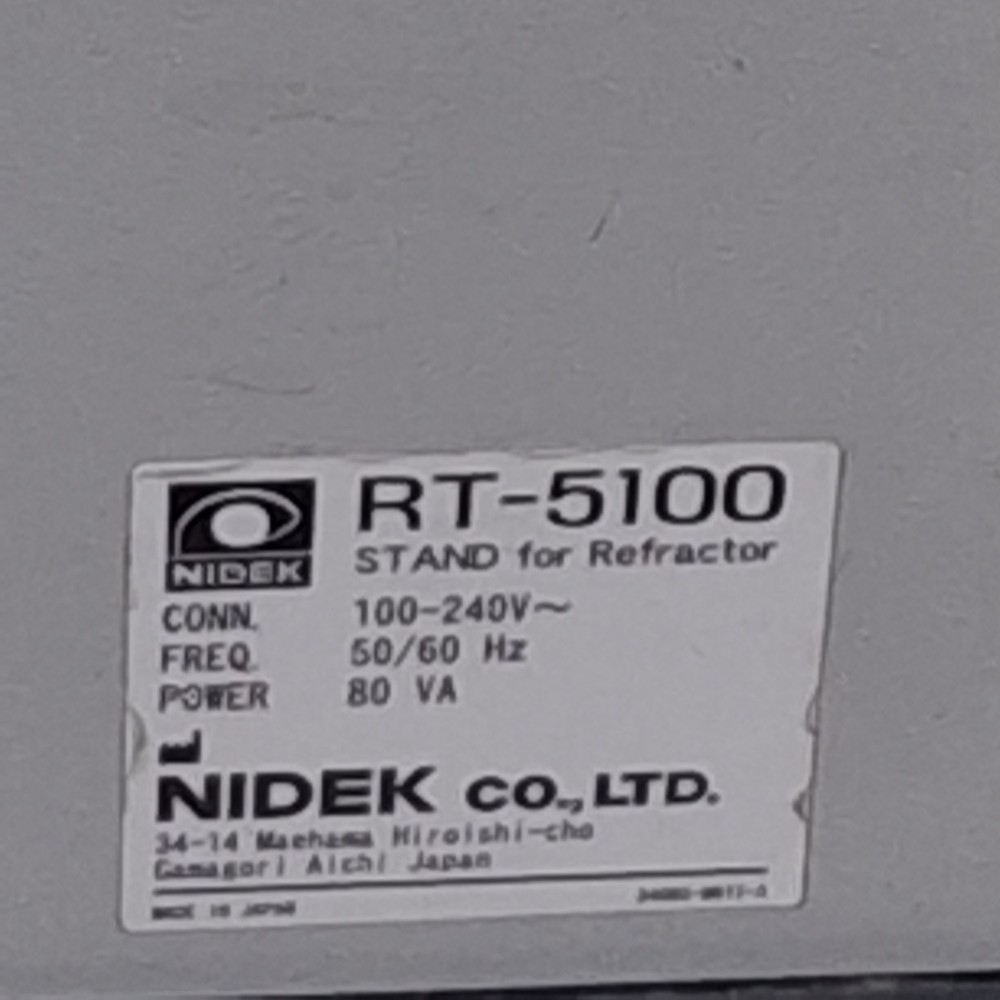 NIDEK
RT-5100
STAND for Refractor
CONN. 100-240V~
FREQ. 50/60 Hz
POWER 80 VA
NIDEK CO., LTD.
34-14 Maehama Hiroishi-cho
Gamagori Aichi Japan
MADE IN JAPAN